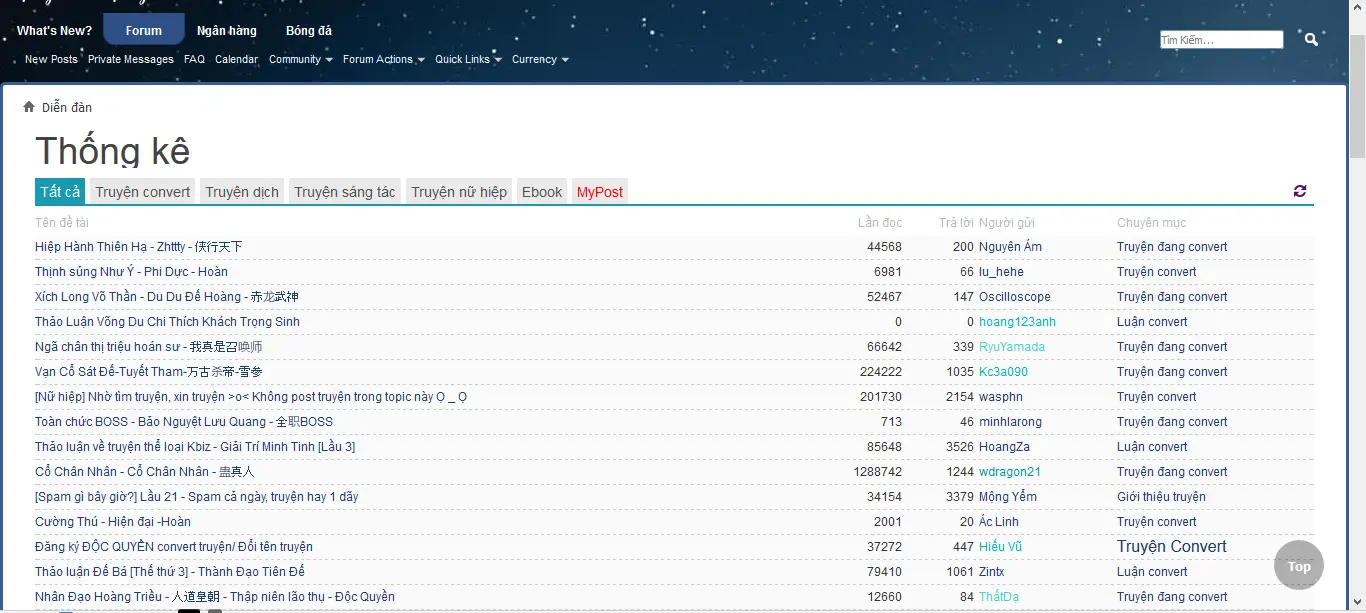 What's New? Forum Ngân hàng Bóng đá
Tìm Kiếm...
New Posts Private Messages FAQ Calendar Community Forum Actions Quick Links Currency
Diễn đàn
Thống kê
Tất cả Truyện convert Truyện dịch Truyện sáng tác Truyện nữ hiệp Ebook MyPost
Tên đề tài Lần đọc Trả lời Người gửi Chuyên mục
Hiệp Hành Thiên Hạ - Zhttty - 侠行天下 44568 200 Nguyên Ám Truyện đang convert
Thịnh sủng Như Ý - Phi Dực - Hoàn 6981 66 lu_hehe Truyện convert
Xích Long Võ Thần - Du Du Đế Hoàng - 赤龙武神 52467 147 Oscilloscope Truyện đang convert
Thảo Luận Võng Du Chi Thích Khách Trọng Sinh 0 0 hoang123anh Luận convert
Ngã chân thị triệu hoán sư - 我真是召唤师 66642 339 RyuYamada Truyện đang convert
Vạn Cổ Sát Đế-Tuyết Tham-万古杀帝-雪参 224222 1035 Kc3a090 Truyện đang convert
[Nữ hiệp] Nhờ tìm truyện, xin truyện >o< Không post truyện trong topic này Ọ _ Ọ 201730 2154 wasphn Truyện đang convert
Toàn chức BOSS - Bảo Nguyệt Lưu Quang - 全职BOSS 713 46 minhlarong Truyện đang convert
Thảo luận về truyện thể loại Kbiz - Giải Trí Minh Tinh [Lầu 3] 85648 3526 HoangZa Luận convert
Cổ Chân Nhân - Cổ Chân Nhân - 蛊真人 1288742 1244 wdragon21 Truyện đang convert
[Spam gì bây giờ?] Lầu 21 - Spam cả ngày, truyện hay 1 dãy 34154 3379 Mộng Yểm Giới thiệu truyện
Cường Thú - Hiện đại -Hoàn 2001 20 Ác Linh Truyện convert
Đăng ký ĐỘC QUYỀN convert truyện/ Đổi tên truyện 37272 447 Hiếu Vũ Truyện Convert
Top
Thảo luận Đế Bá [Thế thứ 3] - Thành Đạo Tiên Đế 79410 1061 Zintx Luận convert
Nhân Đạo Hoàng Triều - 人道皇朝 - Thập niên lão thụ - Độc Quyền 12660 84 ThấtDạ Truyện đang convert